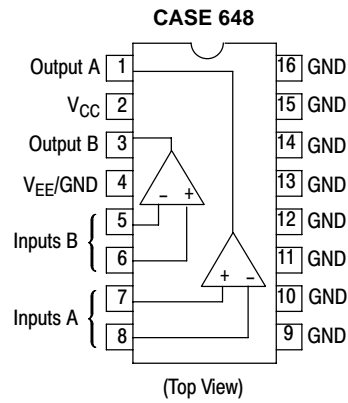 CASE 648
Output A 1 16 GND
VCC 2 15 GND
Output B 3 14 GND
VEE/GND 4 13 GND
– +
Inputs B { 5 12 GND
6 11 GND
+ –
Inputs A { 7 10 GND
8 9 GND
(Top View)